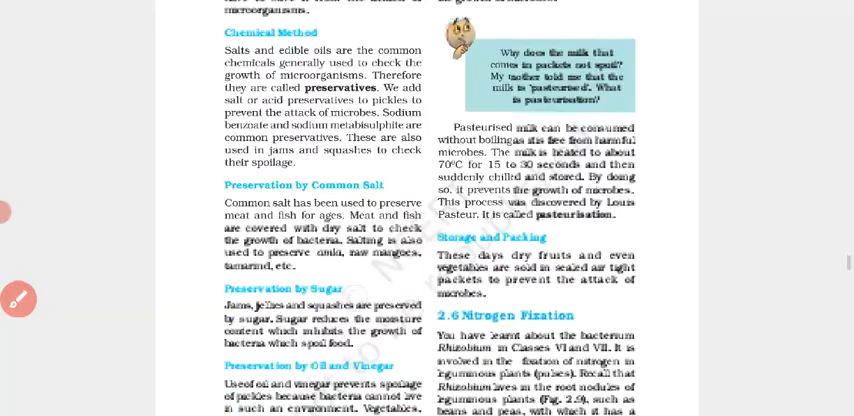 microorganisms.
Chemical Method
Salts and edible oils are the common
chemicals generally used to check the
growth of microorganisms. Therefore
they are called preservatives. We add
salt or acid preservatives to pickles to
prevent the attack of microbes. Sodium
benzoate and sodium metabisulphite are
common preservatives. These are also
used in jams and squashes to check
their spoilage.
Preservation by Common Salt
Common salt has been used to preserve
meat and fish for ages. Meat and fish
are covered with dry salt to check
the growth of bacteria. Salting is also
used to preserve amla, raw mangoes,
tamarind, etc.
Preservation by Sugar
Jams, jellies and squashes are preserved
by sugar. Sugar reduces the moisture
content which inhibits the growth of
bacteria which spoil food.
Preservation by Oil and Vinegar
Use of oil and vinegar prevents spoilage
of pickles because bacteria cannot live
in such an environment. Vegetables,
Why does the milk that
comes in packets not spoil?
My mother told me that the
milk is 'pasteurised'. What
is pasteurisation?
Pasteurised milk can be consumed
without boiling as it is free from harmful
microbes. The milk is heated to about
70°C for 15 to 30 seconds and then
suddenly chilled and stored. By doing
so, it prevents the growth of microbes.
This process was discovered by Louis
Pasteur. It is called pasteurisation.
Storage and Packing
These days dry fruits and even
vegetables are sold in sealed air tight
packets to prevent the attack of
microbes.
2.6 Nitrogen Fixation
You have learnt about the bacterium
Rhizobium in Classes VI and VII. It is
involved in the fixation of nitrogen in
leguminous plants (pulses). Recall that
Rhizobium lives in the root nodules of
leguminous plants (Fig. 2.9), such as
beans and peas, with which it has a